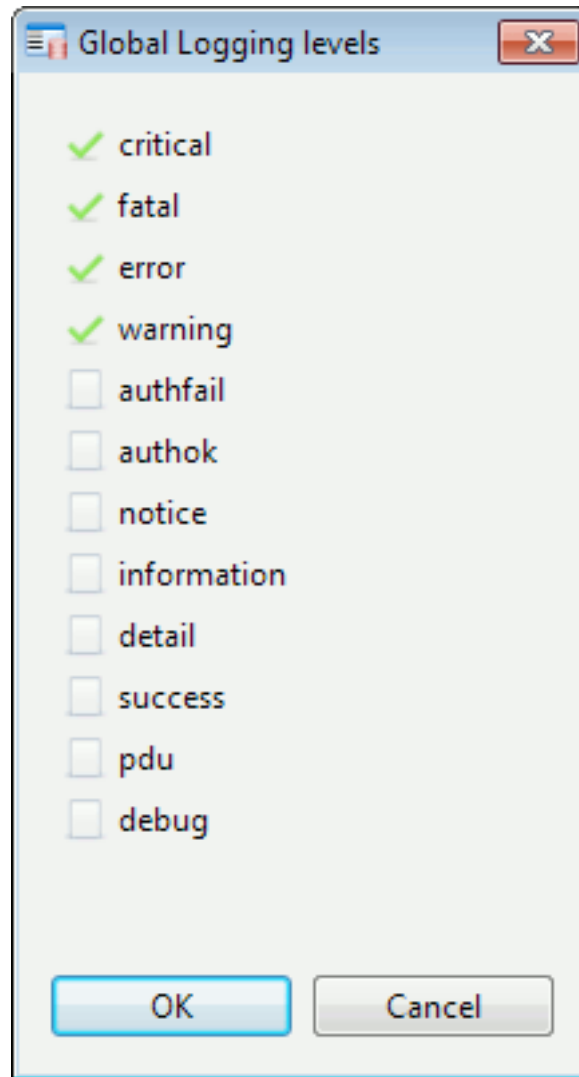 Global Logging levels
critical
fatal
error
warning
authfail
authok
notice
information
detail
success
pdu
debug
OK
Cancel